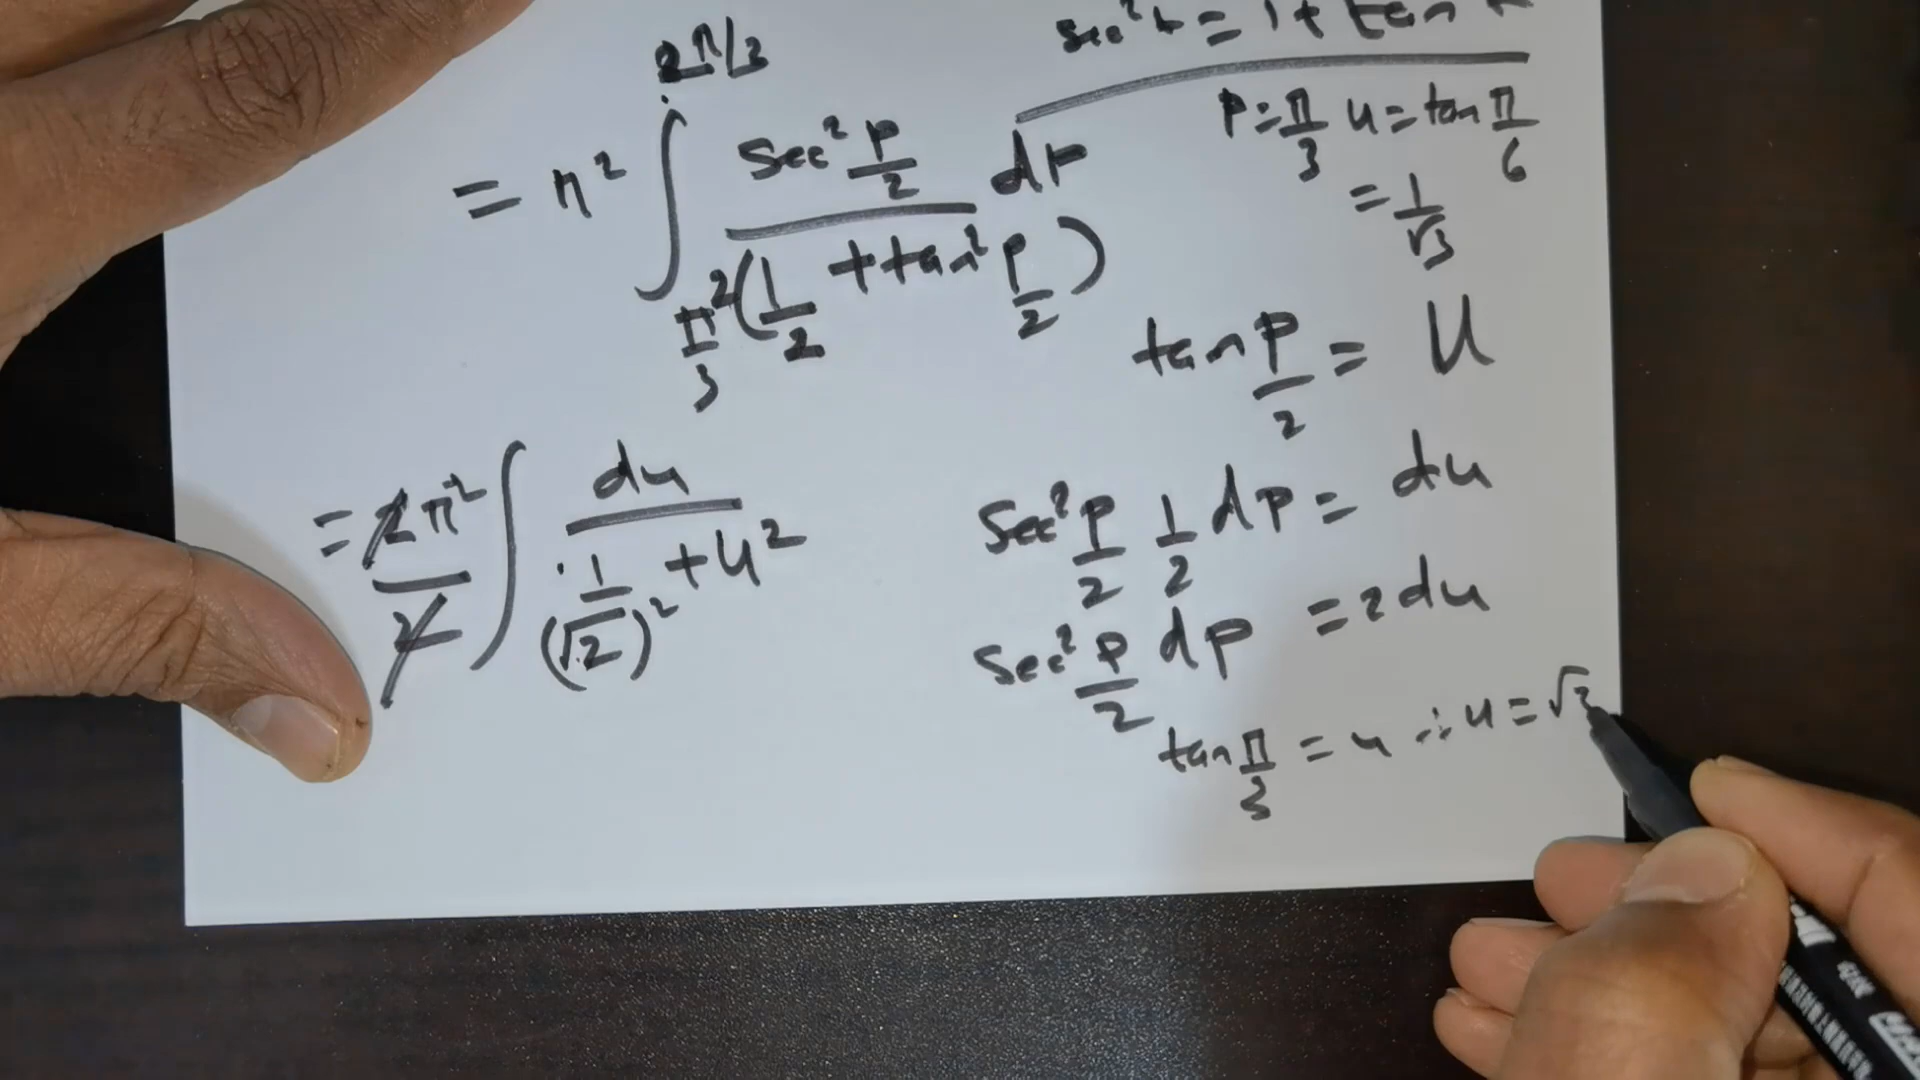 sec²t = 1 + tan
= π² ∫_{π/3}^{2π/3} sec² p/2 / 2(1/2 + tan² p/2) dp
p = π/3 u = tan π/6
= 1/√3
tan p/2 = u
= 2π²/2 ∫ du / (1/(√2)² + u²)
sec² p/2 1/2 dp = du
sec² p/2 dp = 2du
tan π/3 = u ∴ u = √3